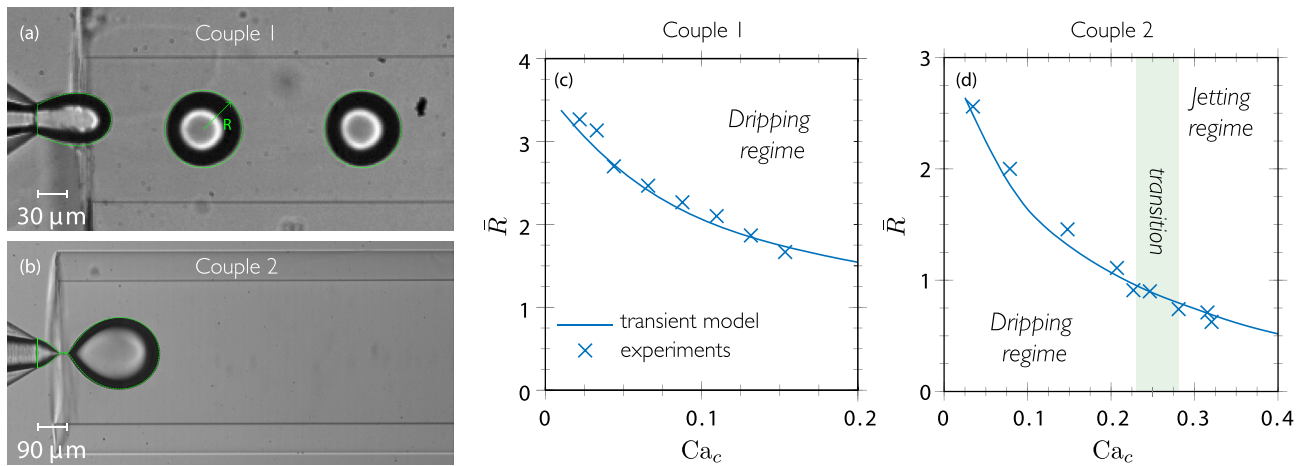 (a)
Couple 1
R
30 μm
(b)
Couple 2
90 μm
Couple 1
(c)
Dripping
regime
transient model
experiments
4
3
2
1
0
R̄
0
0.1
0.2
Ca_c
Couple 2
(d)
Jetting
regime
transition
Dripping
regime
3
2
1
0
R̄
0
0.1
0.2
0.3
0.4
Ca_c